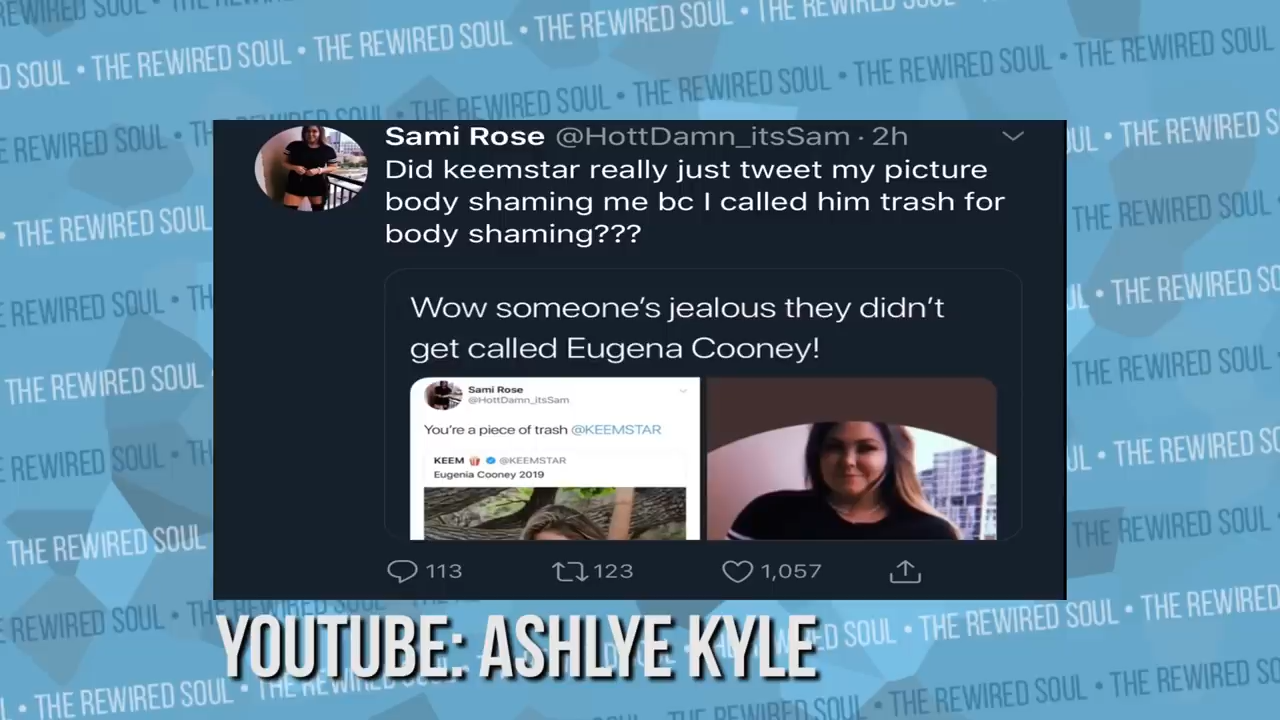 THE REWIRED SOUL • THE REWIRED SOUL • THE REWIRED SOUL
Sami Rose @HottDamn_itsSam · 2h
Did keemstar really just tweet my picture
body shaming me bc I called him trash for
body shaming???
Wow someone's jealous they didn't
get called Eugena Cooney!
Sami Rose
@HottDamn_itsSam
You're a piece of trash @KEEMSTAR
KEEM @KEEMSTAR
Eugenia Cooney 2019
113
123
1,057
YOUTUBE: ASHLYE KYLE